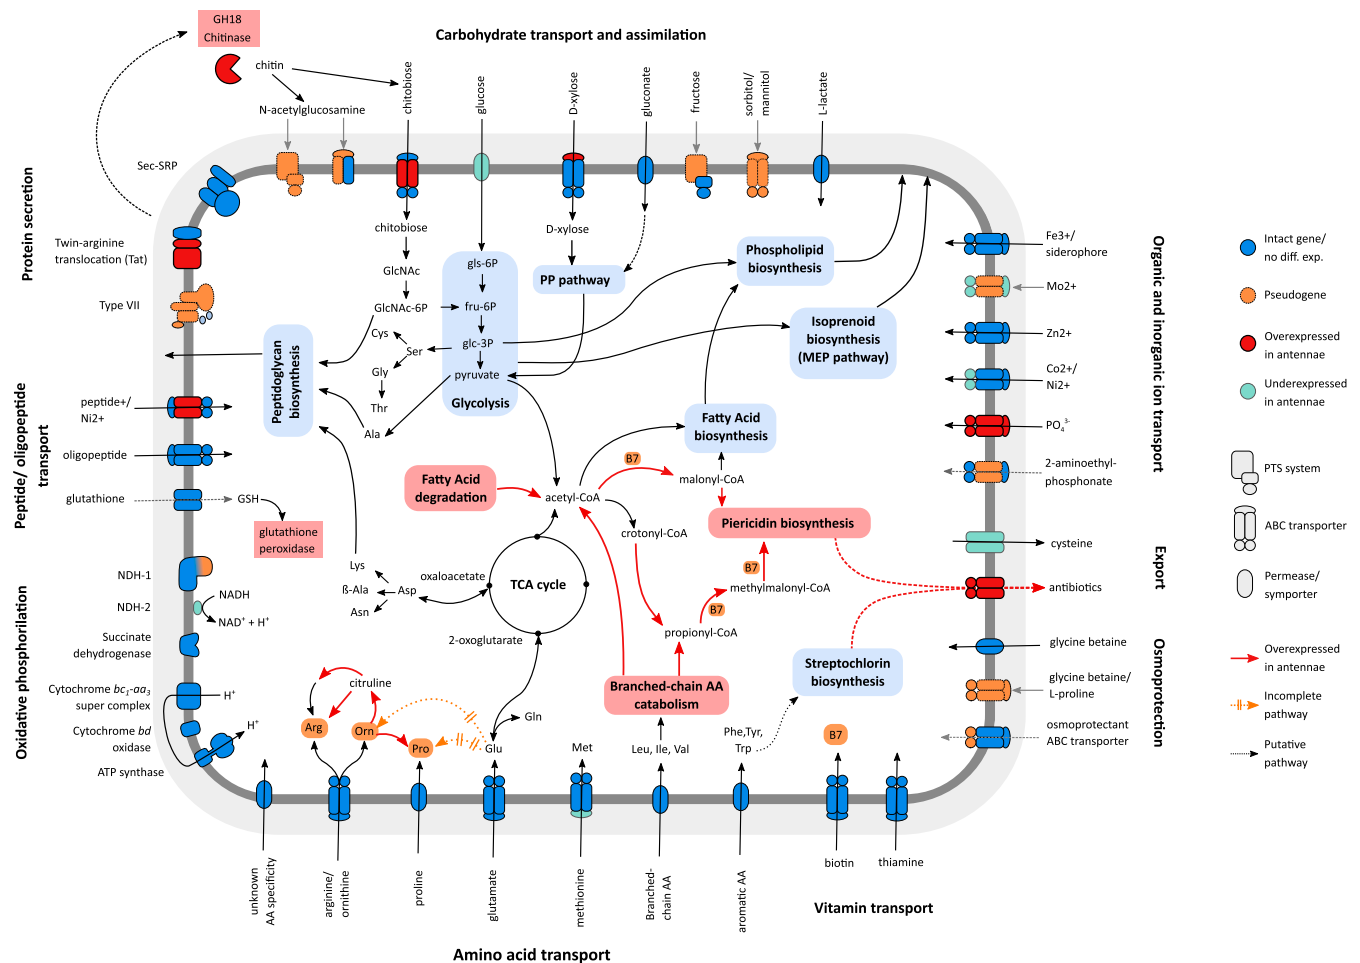 GH18
Chitinase
Carbohydrate transport and assimilation
chitin
N-acetylglucosamine
chitobiose
glucose
D-xylose
gluconate
fructose
sorbitol/
mannitol
L-lactate
Protein secretion
Sec-SRP
Twin-arginine
translocation (Tat)
Type VII
Peptide/ oligopeptide
transport
peptide+/
Ni2+
oligopeptide
glutathione
GSH
glutathione
peroxidase
Oxidative phosphorilation
NDH-1
NDH-2
NADH
NAD⁺ + H⁺
Succinate
dehydrogenase
Cytochrome bc₁-aa₃
super complex
H⁺
Cytochrome bd
oxidase
H⁺
ATP synthase
chitobiose
GlcNAc
GlcNAc-6P
gls-6P
fru-6P
glc-3P
pyruvate
Glycolysis
D-xylose
PP pathway
Cys
Ser
Gly
Thr
Ala
Peptidoglycan
biosynthesis
Phospholipid
biosynthesis
Isoprenoid
biosynthesis
(MEP pathway)
Fatty Acid
biosynthesis
Fatty Acid
degradation
acetyl-CoA
B7
malonyl-CoA
crotonyl-CoA
Piericidin biosynthesis
B7
methylmalonyl-CoA
B7
propionyl-CoA
TCA cycle
oxaloacetate
2-oxoglutarate
Lys
ß-Ala
Asp
Asn
citruline
Arg
Orn
Pro
Glu
Gln
Met
Branched-chain AA
catabolism
Leu, Ile, Val
Streptochlorin
biosynthesis
Phe,Tyr,
Trp
B7
unknown
AA specificity
arginine/
ornithine
proline
glutamate
methionine
Branched-
chain AA
aromatic AA
biotin
thiamine
Amino acid transport
Vitamin transport
Organic and inorganic ion transport
Fe3+/
siderophore
Mo2+
Zn2+
Co2+/
Ni2+
PO₄³⁻
2-aminoethyl-
phosphonate
Export
cysteine
antibiotics
Osmoprotection
glycine betaine
glycine betaine/
L-proline
osmoprotectant
ABC transporter
Intact gene/
no diff. exp.
Pseudogene
Overexpressed
in antennae
Underexpressed
in antennae
PTS system
ABC transporter
Permease/
symporter
Overexpressed
in antennae
Incomplete
pathway
Putative
pathway